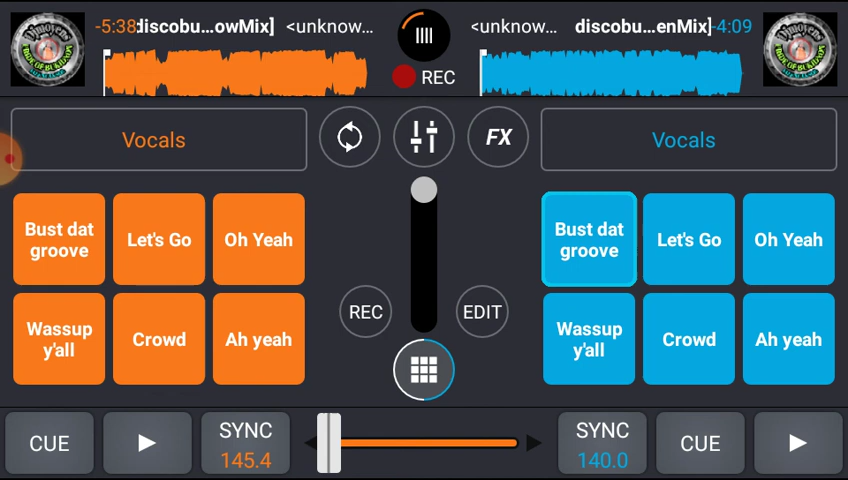 -5:38
discobu...owMix]
<unknow...
REC
<unknow...
discobu...enMix]
-4:09
Vocals
FX
Vocals
Bust dat
groove
Let's Go
Oh Yeah
Wassup
y'all
Crowd
Ah yeah
REC
EDIT
Bust dat
groove
Let's Go
Oh Yeah
Wassup
y'all
Crowd
Ah yeah
CUE
SYNC
145.4
SYNC
140.0
CUE